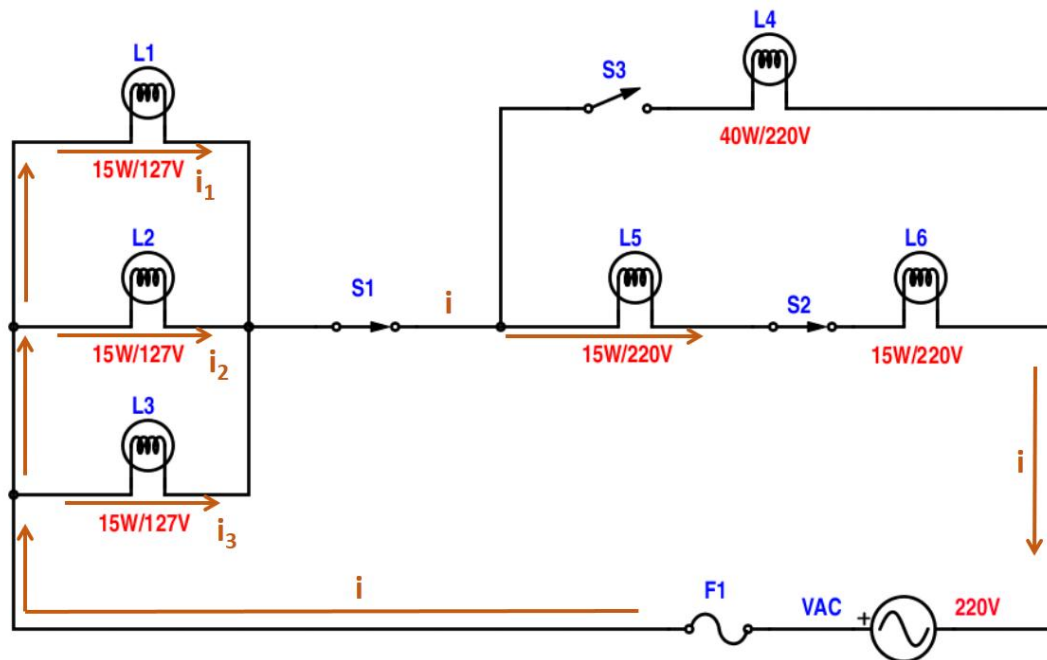 L4
L1
S3
40W/220V
15W/127V
i₁
L2
L5
L6
S1
i
S2
15W/127V
i₂
15W/220V
15W/220V
L3
i
15W/127V
i₃
i
F1
VAC
+
220V